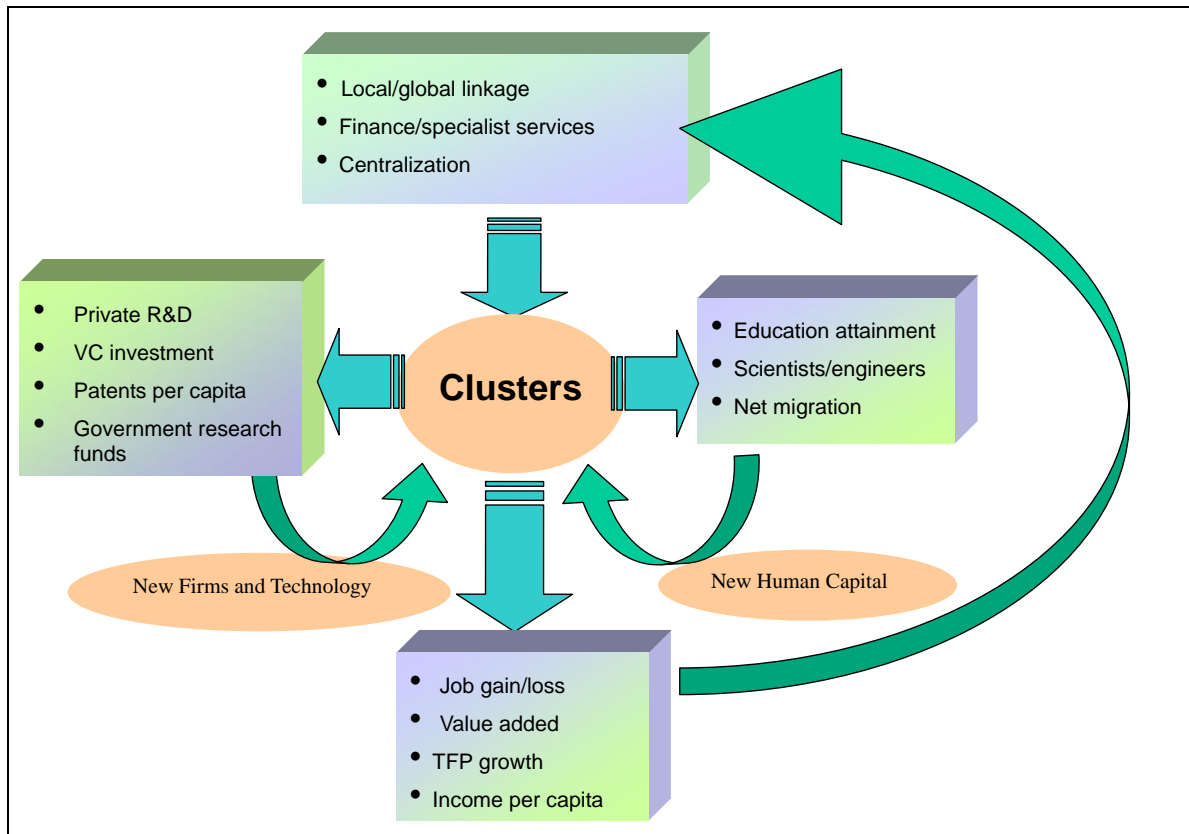 • Local/global linkage
• Finance/specialist services
• Centralization
• Private R&D
• VC investment
• Patents per capita
• Government research
funds
Clusters
• Education attainment
• Scientists/engineers
• Net migration
New Firms and Technology
New Human Capital
• Job gain/loss
• Value added
• TFP growth
• Income per capita